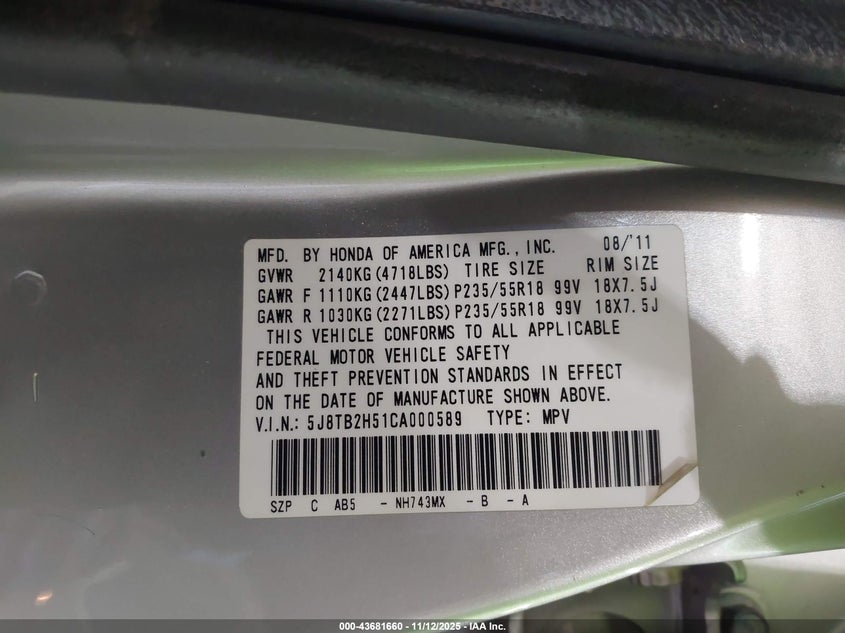 MFD. BY HONDA OF AMERICA MFG., INC. 08/'11
GVWR 2140KG(4718LBS) TIRE SIZE RIM SIZE
GAWR F 1110KG(2447LBS) P235/55R18 99V 18X7.5J
GAWR R 1030KG(2271LBS) P235/55R18 99V 18X7.5J
THIS VEHICLE CONFORMS TO ALL APPLICABLE
FEDERAL MOTOR VEHICLE SAFETY
AND THEFT PREVENTION STANDARDS IN EFFECT
ON THE DATE OF MANUFACTURE SHOWN ABOVE.
V.I.N.: 5J8TB2H51CA000589 TYPE: MPV
SZP C AB5 - NH743MX - B - A
000-43681660 - 11/12/2025 - IAA Inc.